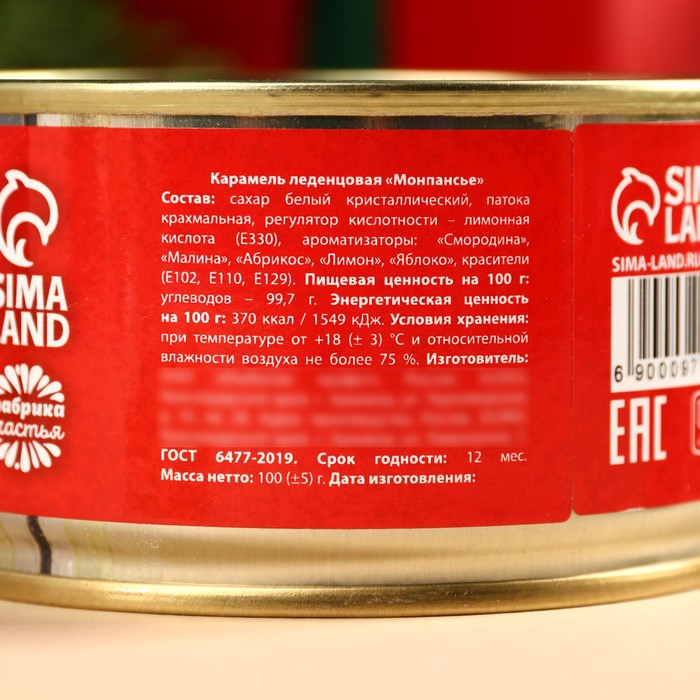 Карамель леденцовая «Монпансье»
Состав: сахар белый кристаллический, патока
крахмальная, регулятор кислотности – лимонная
кислота (Е330), ароматизаторы: «Смородина»,
«Малина», «Абрикос», «Лимон», «Яблоко», красители
(Е102, Е110, Е129). Пищевая ценность на 100 г:
углеводов – 99,7 г. Энергетическая ценность
на 100 г: 370 ккал / 1549 кДж. Условия хранения:
при температуре от +18 (± 3) °С и относительной
влажности воздуха не более 75 %. Изготовитель:
ГОСТ 6477-2019. Срок годности: 12 мес.
Масса нетто: 100 (±5) г. Дата изготовления:
SIMA
LAND
фабрика
счастья
SIMA
LAND
SIMA-LAND.RU
6 900097
EAC